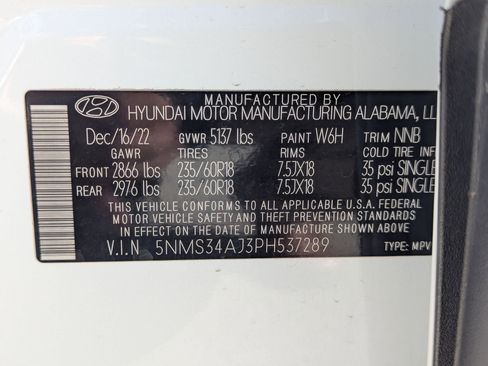 MANUFACTURED BY
HYUNDAI MOTOR MANUFACTURING ALABAMA, LL
Dec/16/22 GVWR 5137 lbs PAINT W6H TRIM NNB
GAWR TIRES RIMS COLD TIRE INF
FRONT 2866 lbs 235/60R18 7.5JX18 35 psi SINGLE
REAR 2976 lbs 235/60R18 7.5JX18 35 psi SINGLE
THIS VEHICLE CONFORMS TO ALL APPLICABLE U.S.A. FEDERAL
MOTOR VEHICLE SAFETY AND THEFT PREVENTION STANDARDS
IN EFFECT ON THE DATE OF MANUFACTURE SHOWN ABOVE
V.I.N 5NMS34AJ3PH537289 TYPE: MPV